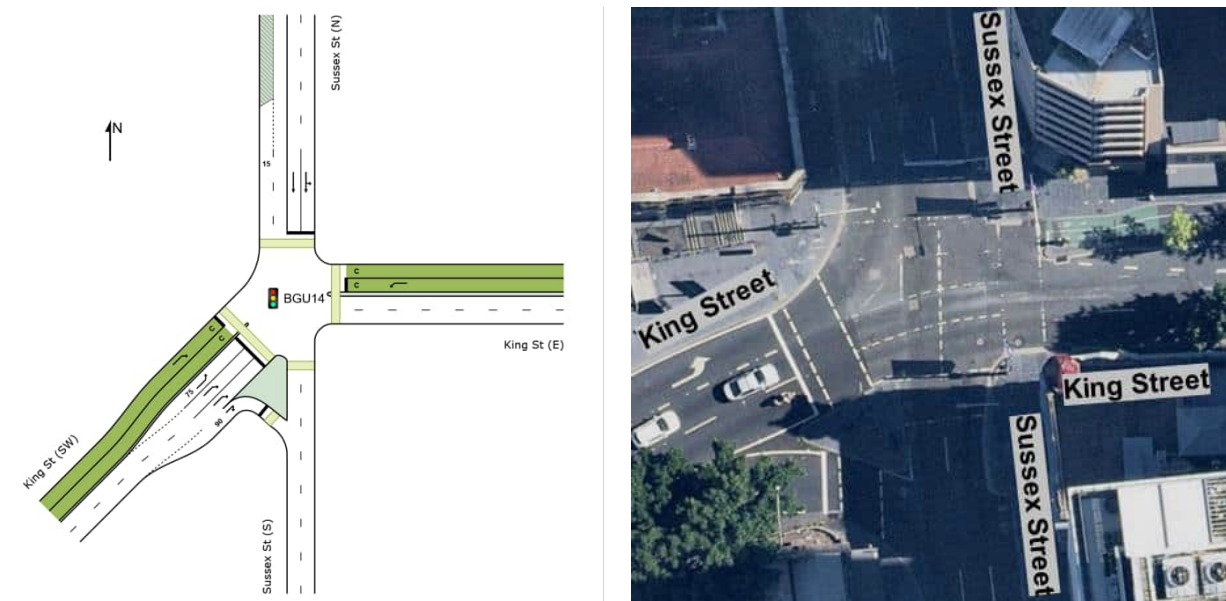 Sussex St (N)
N
15
C
C
BGU14
King St (E)
C
C
75
90
King St (SW)
Sussex St (S)
Sussex Street
King Street
King Street
Sussex Street